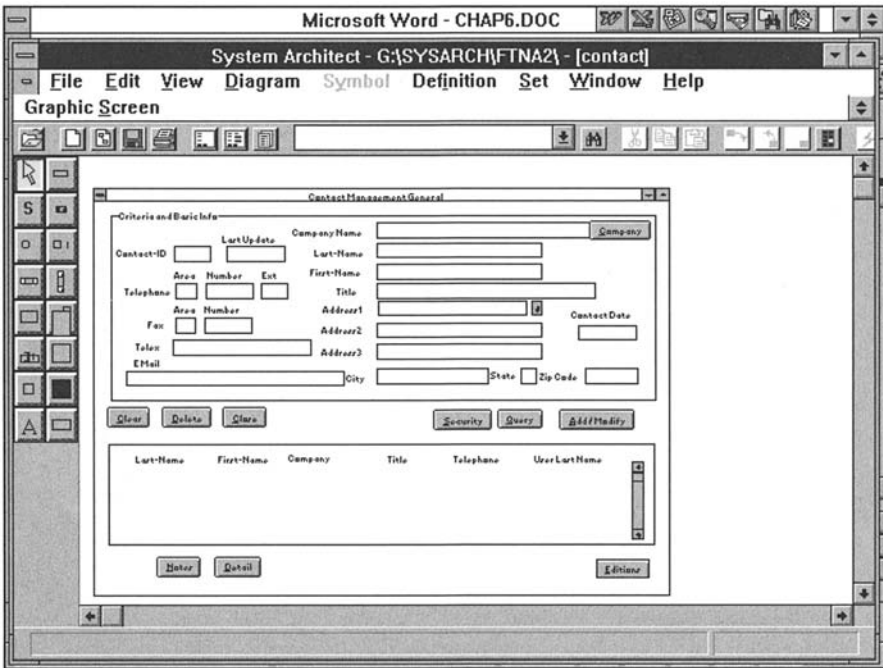 Microsoft Word - CHAP6.DOC
System Architect - G:\SYSARCH\FTNA2\ - [contact]
File Edit View Diagram Symbol Definition Set Window Help
Graphic Screen
Contact Management General
Criteria and Basic Info
Company Name Company
Contact-ID Last Update
Last-Name
First-Name
Area Number Ext
Telephone
Title
Area Number
Fax
Address1
Contact Date
Address2
Telex
Address3
EMail
City State Zip Code
Clear Delete Close Security Query Add/Modify
Last-Name First-Name Company Title Telephone User Last Name
Notes Detail Editions
S
A